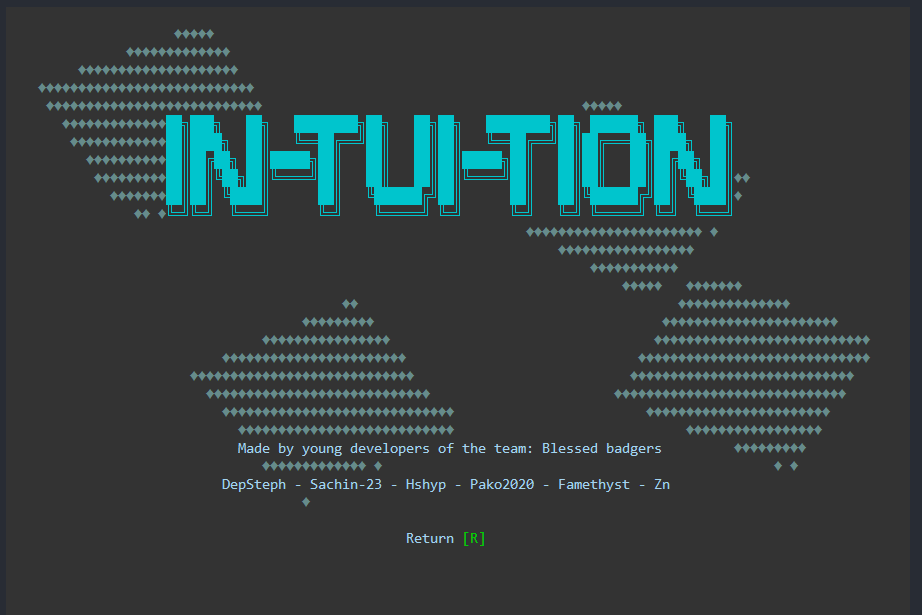 IN-TUI-TION
Made by young developers of the team: Blessed badgers
DepSteph - Sachin-23 - Hshyp - Pako2020 - Famethyst - Zn
Return [R]